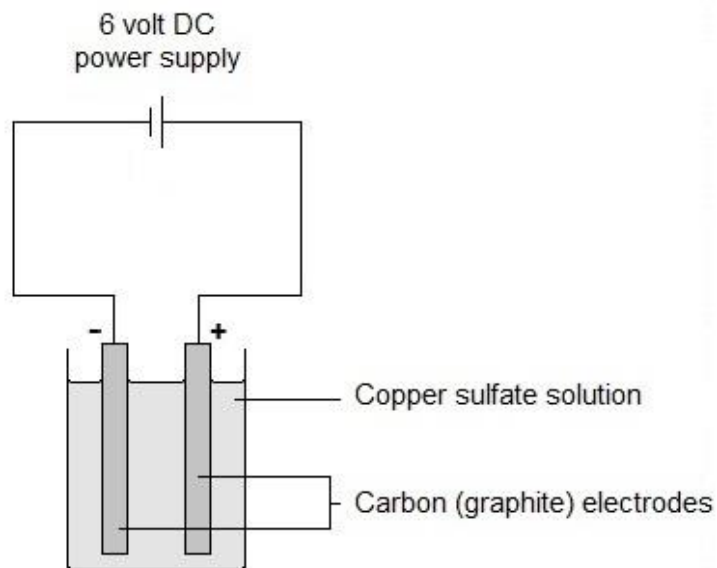 6 volt DC
power supply
- +
Copper sulfate solution
Carbon (graphite) electrodes